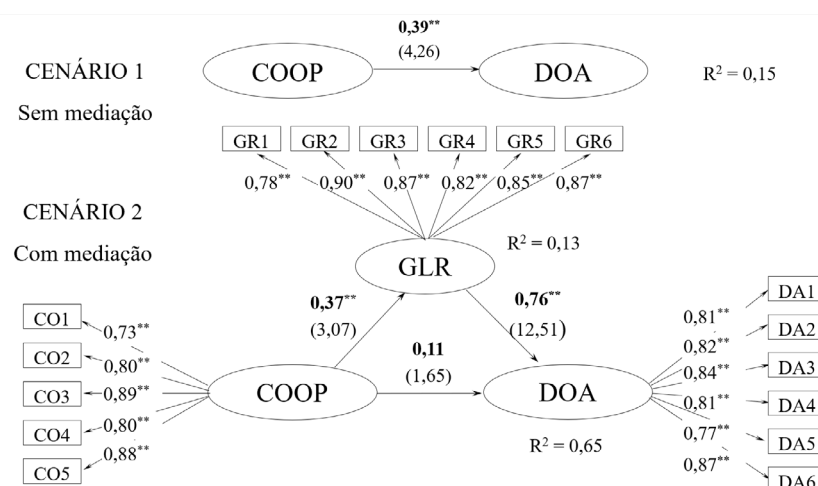 0,39**
(4,26)
CENÁRIO 1
COOP
DOA
R² = 0,15
Sem mediação
GR1
GR2
GR3
GR4
GR5
GR6
0,78**
0,90**
0,87**
0,82**
0,85**
0,87**
CENÁRIO 2
Com mediação
R² = 0,13
GLR
0,37**
(3,07)
0,76**
(12,51)
0,11
(1,65)
CO1
CO2
CO3
CO4
CO5
0,73**
0,80**
0,89**
0,80**
0,88**
COOP
DOA
R² = 0,65
0,81**
0,82**
0,84**
0,81**
0,77**
0,87**
DA1
DA2
DA3
DA4
DA5
DA6